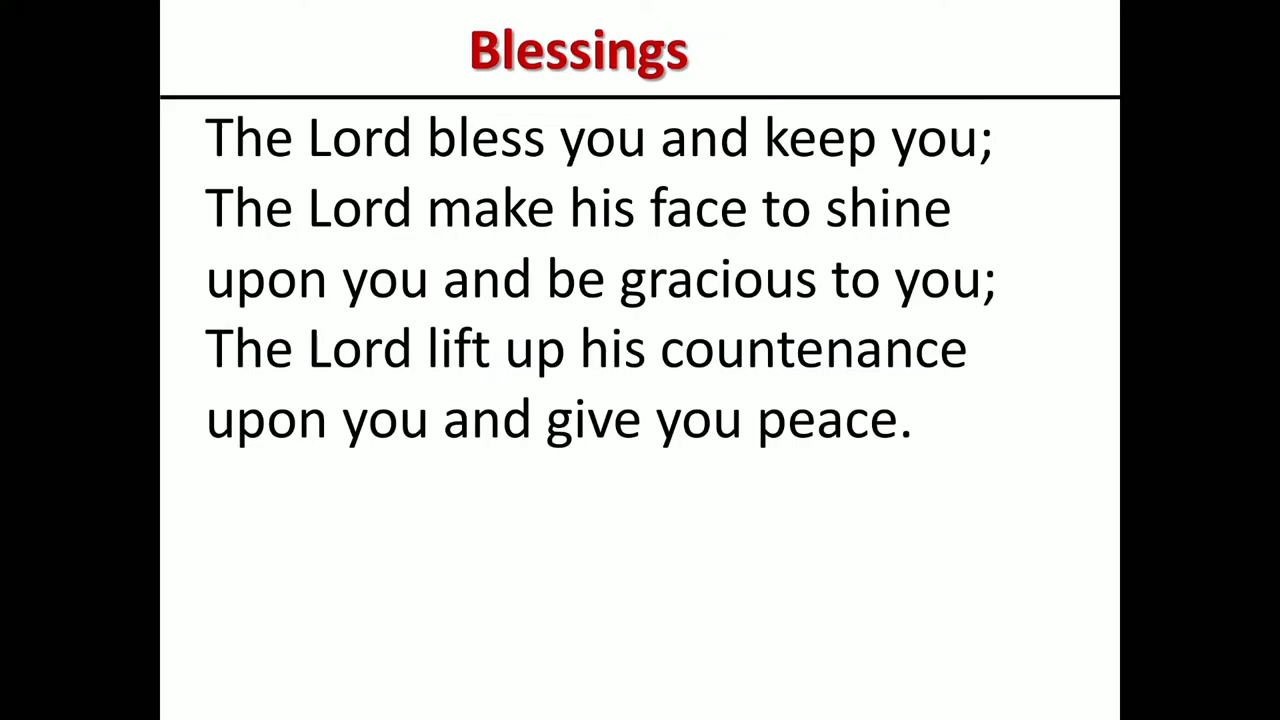 Blessings
The Lord bless you and keep you;
The Lord make his face to shine
upon you and be gracious to you;
The Lord lift up his countenance
upon you and give you peace.